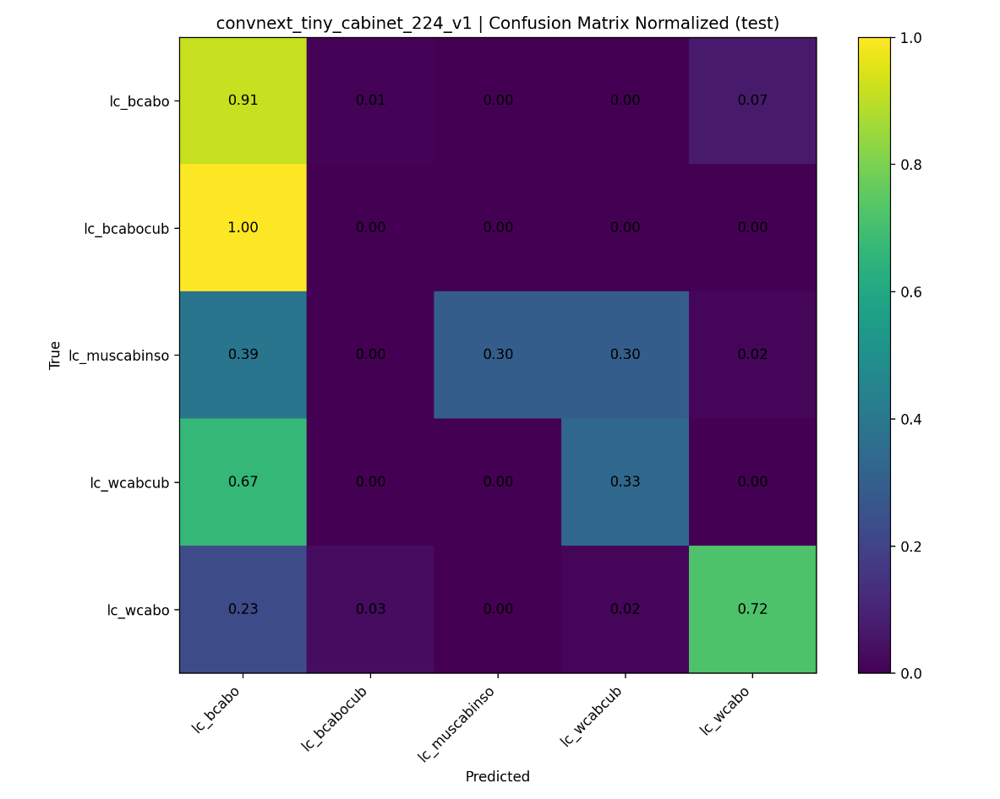 convnext_tiny_cabinet_224_v1 | Confusion Matrix Normalized (test)
lc_bcabo 0.91 0.01 0.00 0.00 0.07
lc_bcabocub 1.00 0.00 0.00 0.00 0.00
lc_muscabinso 0.39 0.00 0.30 0.30 0.02
lc_wcabcub 0.67 0.00 0.00 0.33 0.00
lc_wcabo 0.23 0.03 0.00 0.02 0.72
True
lc_bcabo lc_bcabocub lc_muscabinso lc_wcabcub lc_wcabo
Predicted
1.0
0.8
0.6
0.4
0.2
0.0